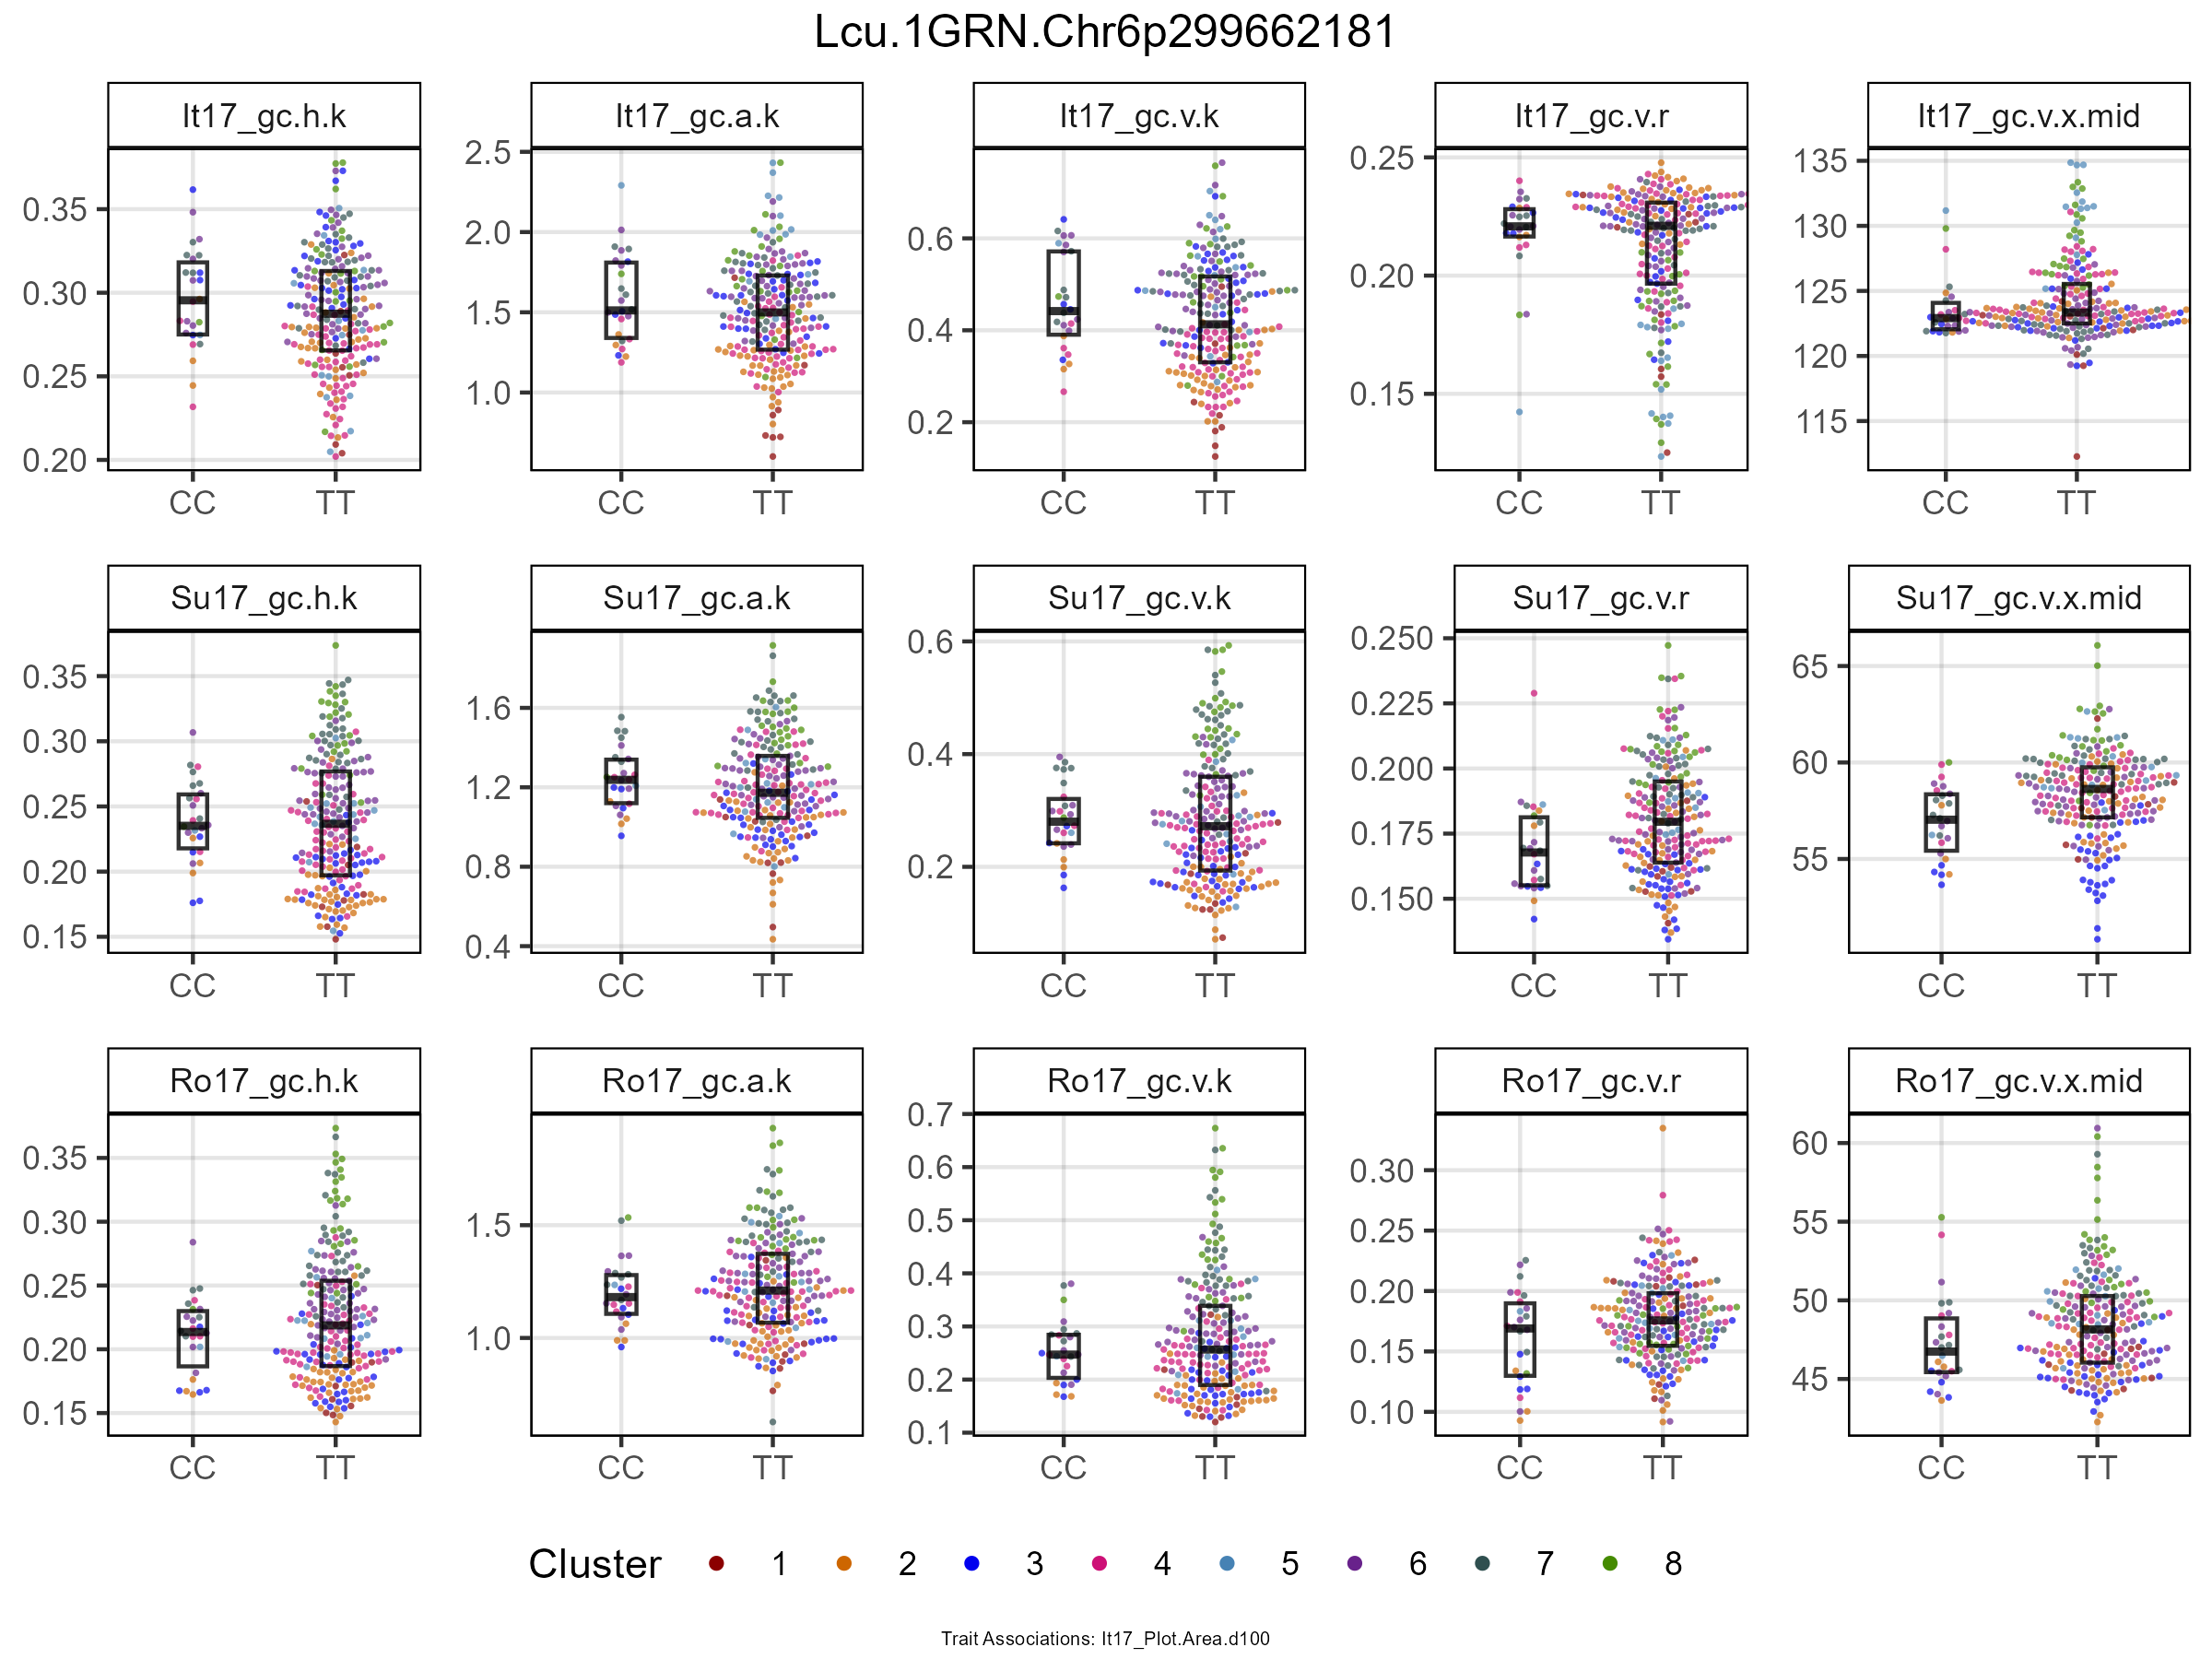 Lcu.1GRN.Chr6p299662181
It17_gc.h.k It17_gc.a.k It17_gc.v.k It17_gc.v.r It17_gc.v.x.mid
0.35 0.30 0.25 0.20
2.5 2.0 1.5 1.0
0.6 0.4 0.2
0.25 0.20 0.15
135 130 125 120 115
CC TT CC TT CC TT CC TT CC TT
Su17_gc.h.k Su17_gc.a.k Su17_gc.v.k Su17_gc.v.r Su17_gc.v.x.mid
0.35 0.30 0.25 0.20 0.15
1.6 1.2 0.8 0.4
0.6 0.4 0.2
0.250 0.225 0.200 0.175 0.150
65 60 55
CC TT CC TT CC TT CC TT CC TT
Ro17_gc.h.k Ro17_gc.a.k Ro17_gc.v.k Ro17_gc.v.r Ro17_gc.v.x.mid
0.35 0.30 0.25 0.20 0.15
1.5 1.0
0.7 0.6 0.5 0.4 0.3 0.2 0.1
0.30 0.25 0.20 0.15 0.10
60 55 50 45
CC TT CC TT CC TT CC TT CC TT
Cluster 1 2 3 4 5 6 7 8
Trait Associations: It17_Plot.Area.d100